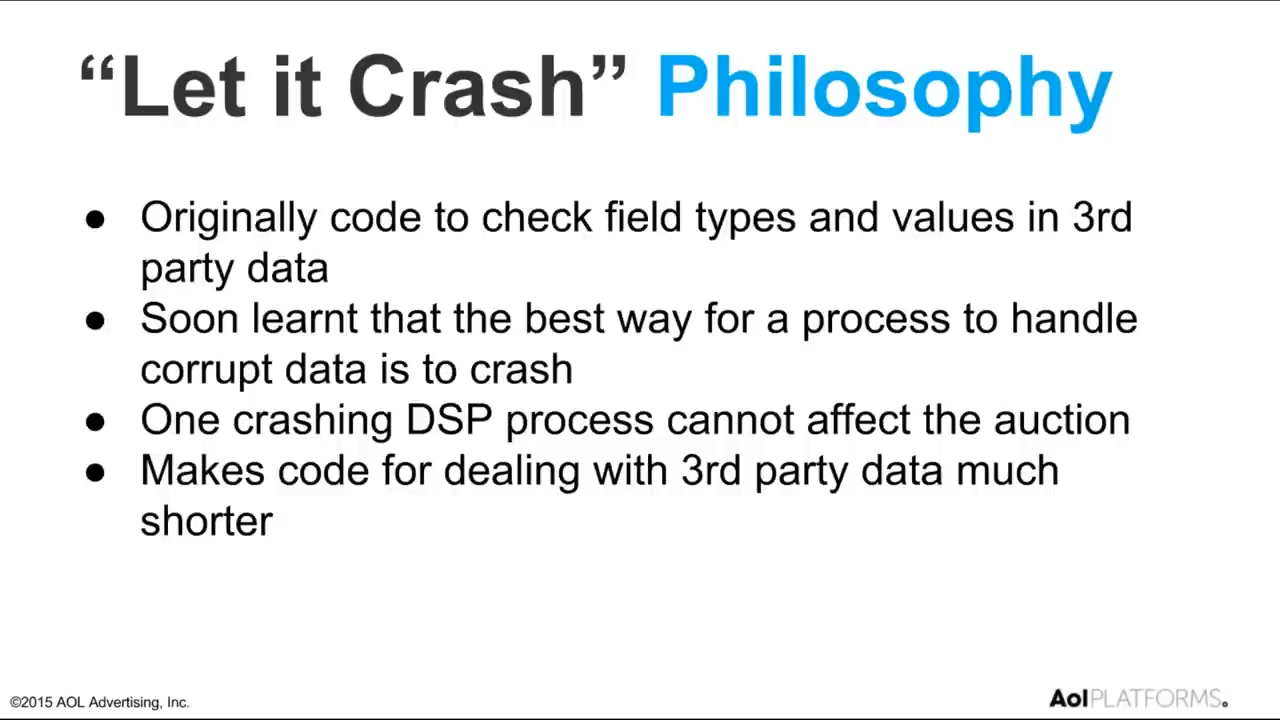 “Let it Crash” Philosophy
● Originally code to check field types and values in 3rd
party data
● Soon learnt that the best way for a process to handle
corrupt data is to crash
● One crashing DSP process cannot affect the auction
● Makes code for dealing with 3rd party data much
shorter
©2015 AOL Advertising, Inc.
Aol PLATFORMS.